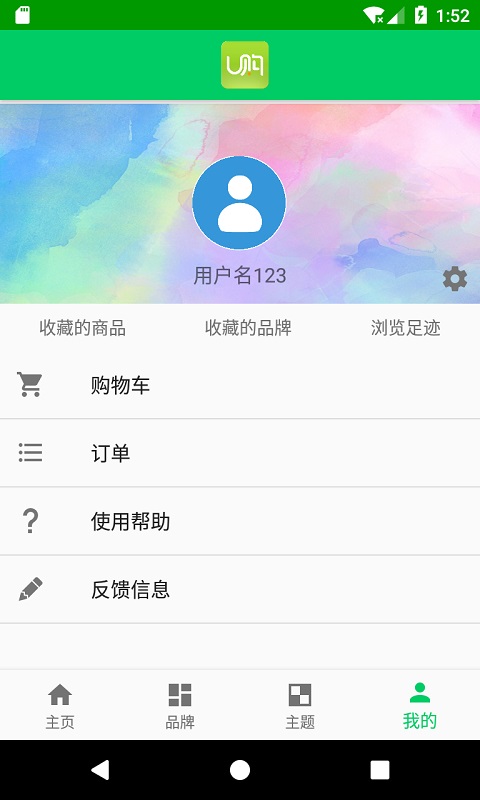 1:52
U购
用户名123
收藏的商品 收藏的品牌 浏览足迹
购物车
订单
使用帮助
反馈信息
主页 品牌 主题 我的